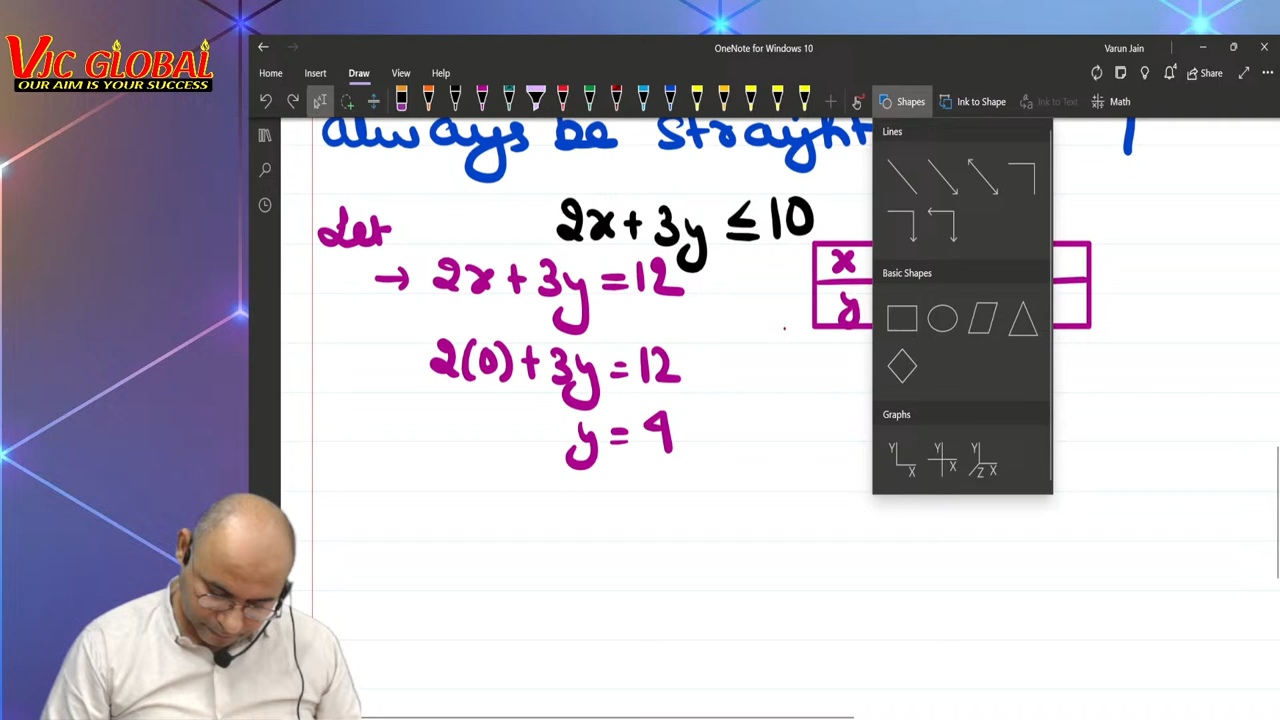 VJC GLOBAL
OUR AIM IS YOUR SUCCESS
OneNote for Windows 10
Varun Jain
Home Insert Draw View Help
Share
Shapes Ink to Shape Ink to Text Math
Lines
Basic Shapes
Graphs
Y X Y X Y Z X
always be straight
Let 2x + 3y ≤ 10
→ 2x + 3y = 12
2(0) + 3y = 12
y = 4
x
y